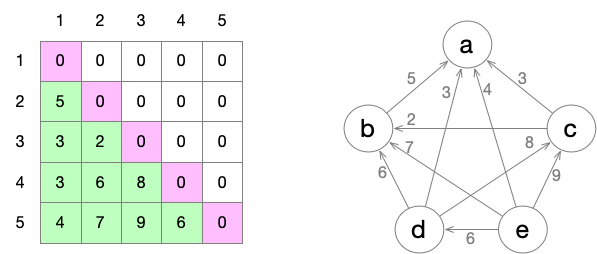 1 2 3 4 5
1 0 0 0 0 0
2 5 0 0 0 0
3 3 2 0 0 0
4 3 6 8 0 0
5 4 7 9 6 0
a
5 3
3 4
b 2 c
7 8
6 9
d 6 e